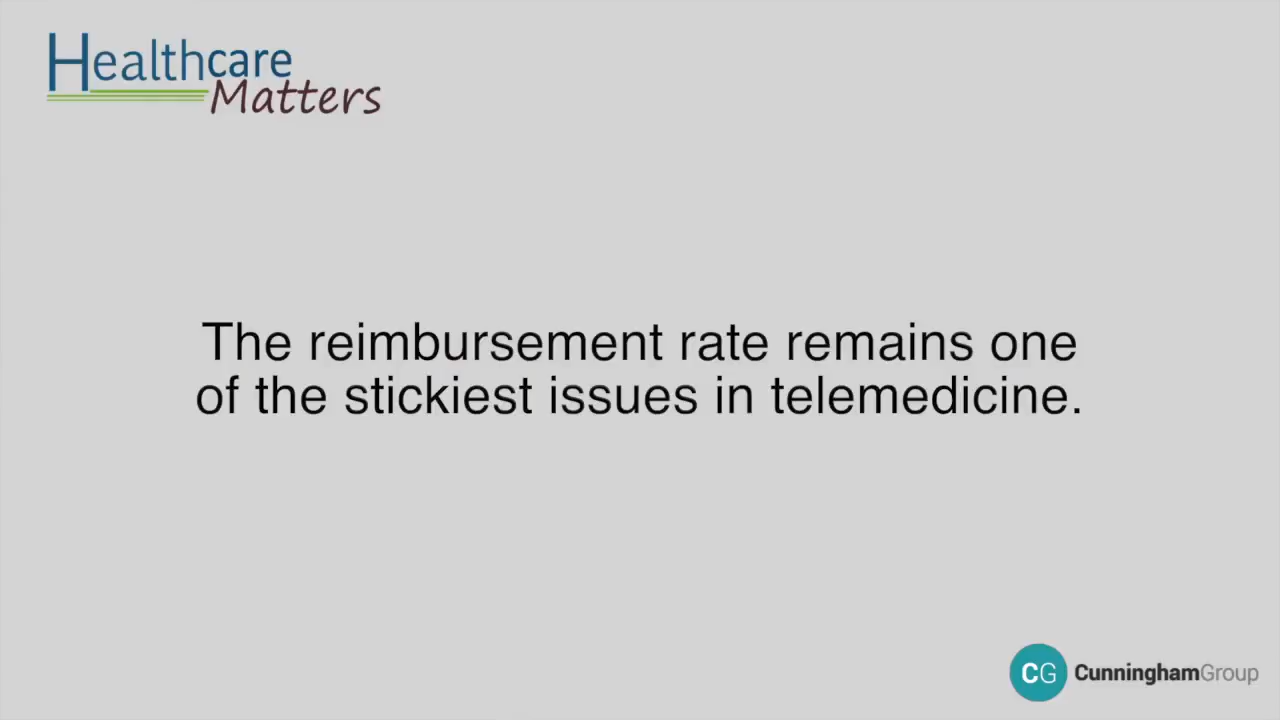 Healthcare
Matters
The reimbursement rate remains one
of the stickiest issues in telemedicine.
CG CunninghamGroup